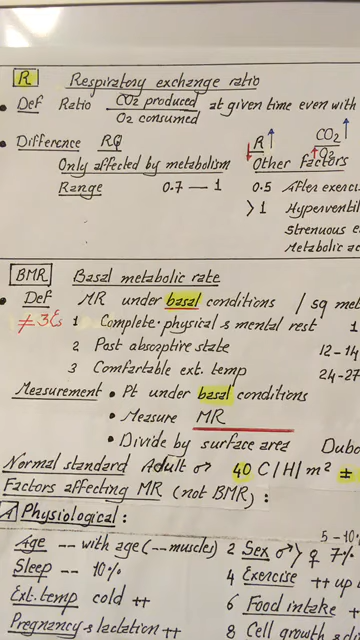 R Respiratory exchange ratio
• Def Ratio CO2 produced / O2 consumed at given time even with
• Difference RQ R ↑ CO2 ↑
↓ ↑ O2
Only affected by metabolism Other factors
Range 0.7 — 1 0.5 After exerci
> 1 Hyperventil
Strenuous e
Metabolic ac
BMR Basal metabolic rate
• Def MR under basal conditions / sq met
1 Complete physical & mental rest 1
2 Post absorptive state 12-14
3 Comfartable ext. temp 24-27
Measurement • Pt under basal conditions
• Measure MR
• Divide by surface area Dubo
Normal standard Adult ♂ 40 C/H/m² ±
Factors affecting MR (not BMR) :
A Physiological :
5-10%
Age -- with age (-- muscles) 2 Sex ♂ > ♀ 7%
Sleep -- 10% 4 Exercise ++ up
Ext. temp cold ++ 6 Food intake +
Pregnancy & lactation ++ 8 Cell growth